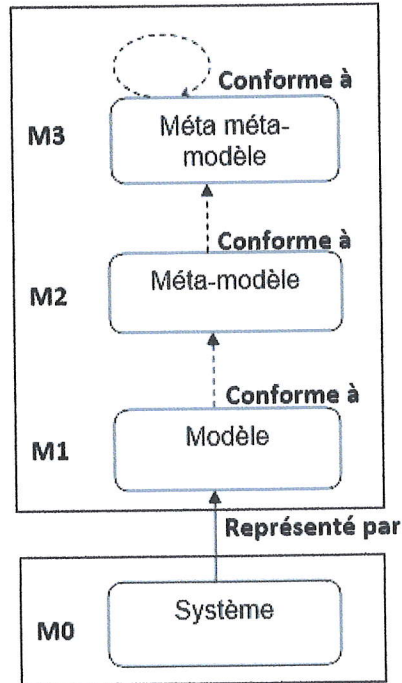 Conforme à
M3
Méta méta-
modèle
Conforme à
M2
Méta-modèle
Conforme à
M1
Modèle
Représenté par
M0
Système